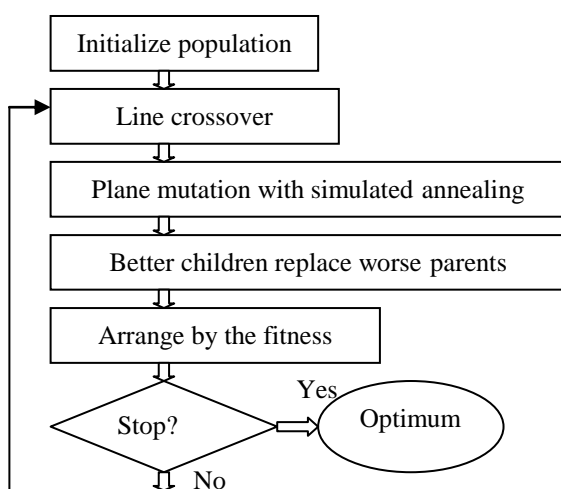 Initialize population
Line crossover
Plane mutation with simulated annealing
Better children replace worse parents
Arrange by the fitness
Yes
Stop?
Optimum
No